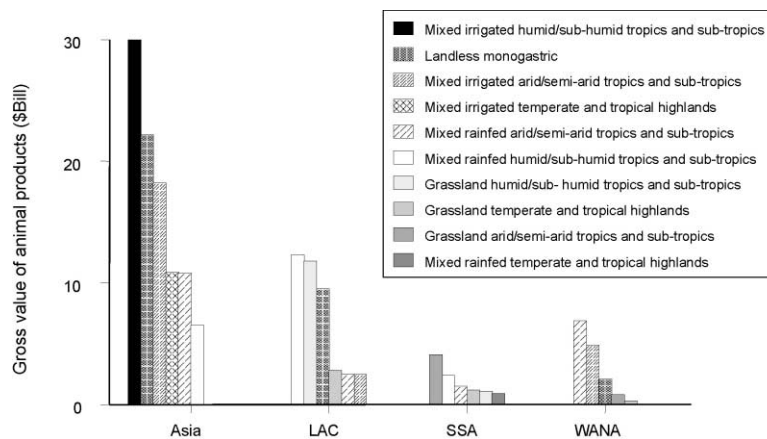 Gross value of animal products ($Bill)
30
20
10
0
Asia
LAC
SSA
WANA
Mixed irrigated humid/sub-humid tropics and sub-tropics
Landless monogastric
Mixed irrigated arid/semi-arid tropics and sub-tropics
Mixed irrigated temperate and tropical highlands
Mixed rainfed arid/semi-arid tropics and sub-tropics
Mixed rainfed humid/sub-humid tropics and sub-tropics
Grassland humid/sub- humid tropics and sub-tropics
Grassland temperate and tropical highlands
Grassland arid/semi-arid tropics and sub-tropics
Mixed rainfed temperate and tropical highlands